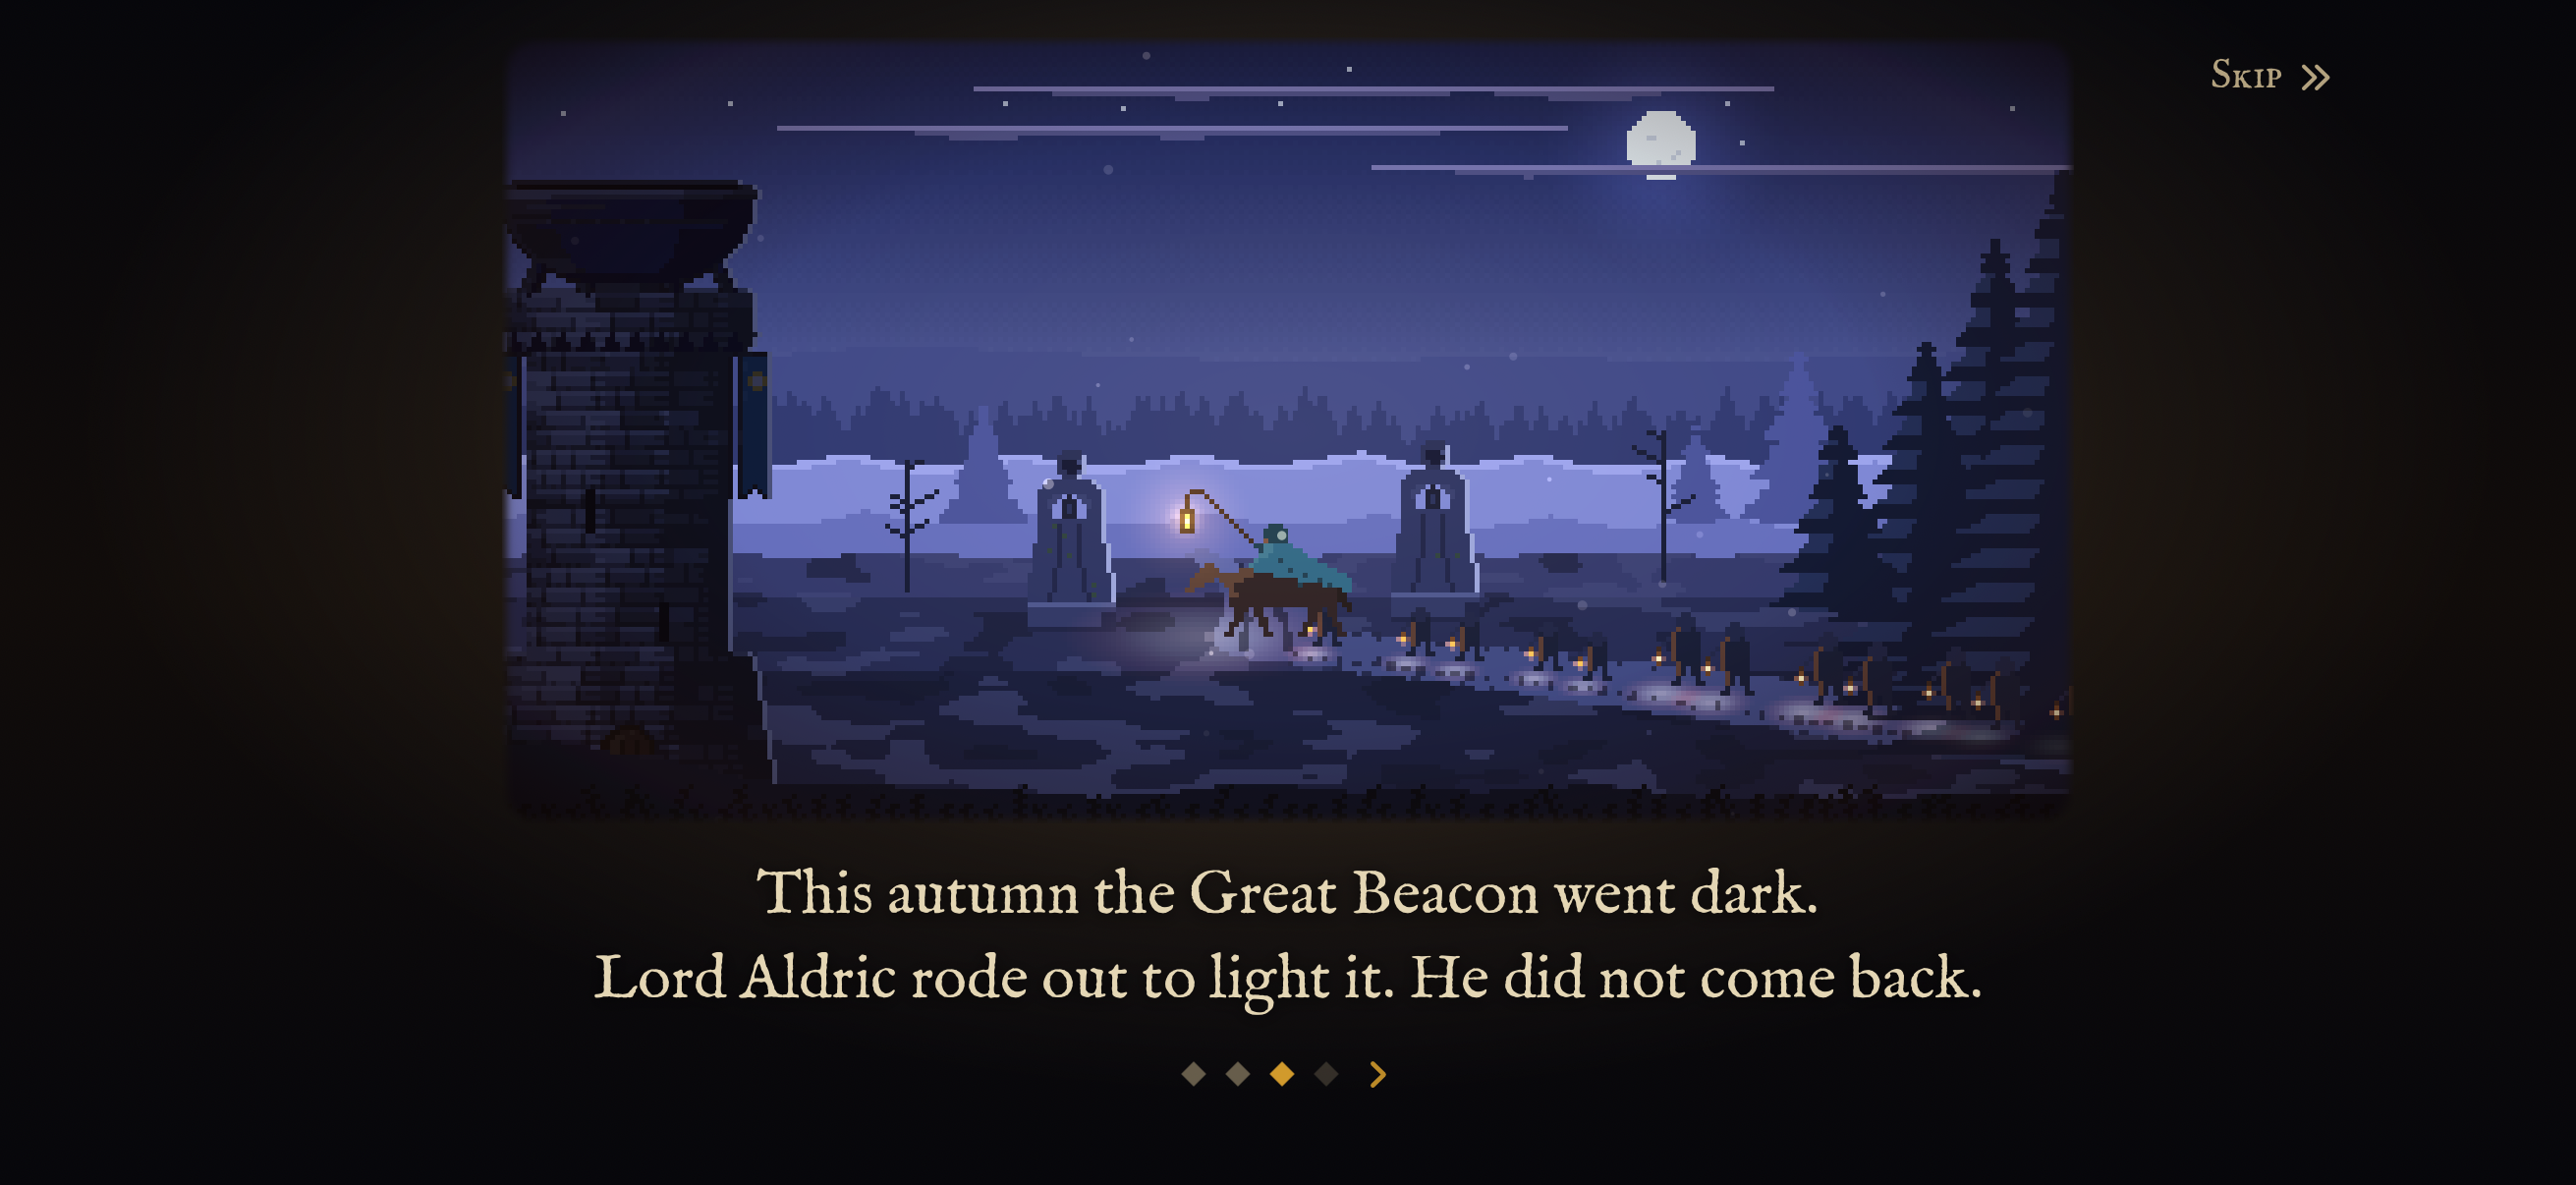 Skip
This autumn the Great Beacon went dark.
Lord Aldric rode out to light it. He did not come back.